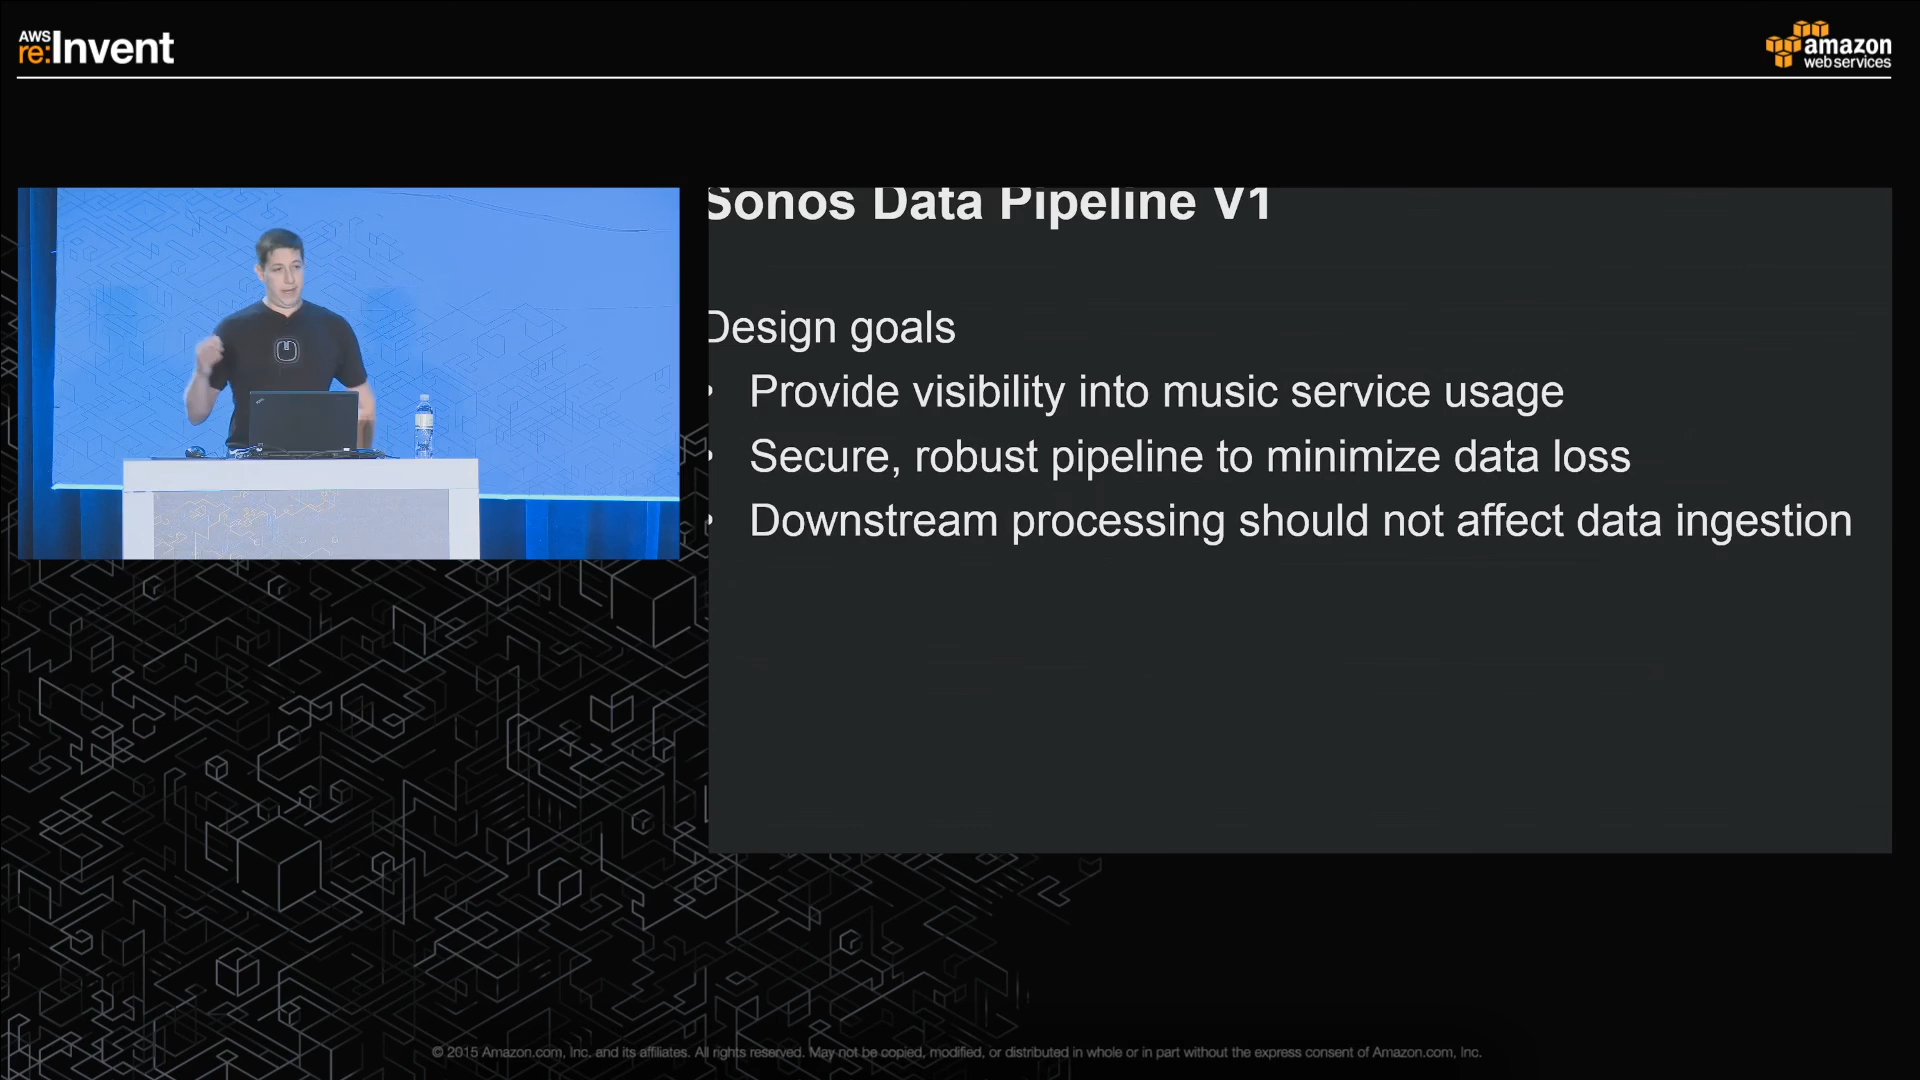 AWS
re:Invent
amazon
web services
Sonos Data Pipeline V1
Design goals
• Provide visibility into music service usage
• Secure, robust pipeline to minimize data loss
• Downstream processing should not affect data ingestion
© 2015 Amazon.com, Inc. and its affiliates. All rights reserved. May not be copied, modified, or distributed in whole or in part without the express consent of Amazon.com, Inc.